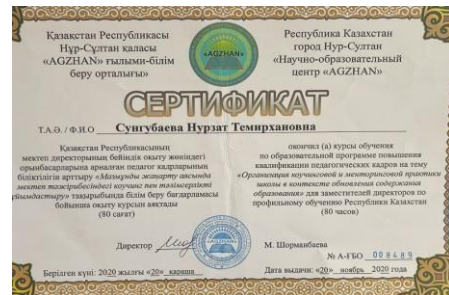 Қазақстан Республикасы
Нұр-Сұлтан қаласы
«AGZHAN» ғылыми-білім
беру орталығы»
«AGZHAN»
Республика Казахстан
город Нур-Султан
«Научно-образовательный
центр «AGZHAN»
СЕРТИФИКАТ
Т.А.Ә. / Ф.И.О Сунгубаева Нурзат Темирхановна
Қазақстан Республикасының
мектеп директорының бейіндік оқыту жөніндегі
орынбасарларына арналған педагог кадрларының
біліктілігін арттыру «Мазмұнды жаңарту аясында
мектеп тәжірибесіндегі коучинг пен тәлімгерлікті
ұйымдастыру» тақырыбында білім беру бағдарламасы
бойынша оқыту курсын аяқтады
(80 сағат)
окончил (а) курсы обучения
по образовательной программе повышения
квалификации педагогических кадров на тему
«Организация коучинговой и менторинговой практики
школы в контексте обновления содержания
образования» для заместителей директоров по
профильному обучению Республики Казахстан
(80 часов)
Директор
«AGZHAN»
М. Шорманбаева
№ А-ГБО 008489
Берілген күні: 2020 жылғы «20» қараша
Дата выдачи: «20» ноябрь 2020 года